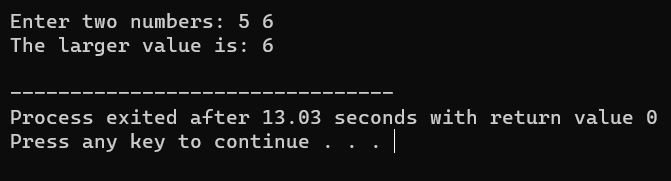 Enter two numbers: 5 6
The larger value is: 6
--------------------------------
Process exited after 13.03 seconds with return value 0
Press any key to continue . . .